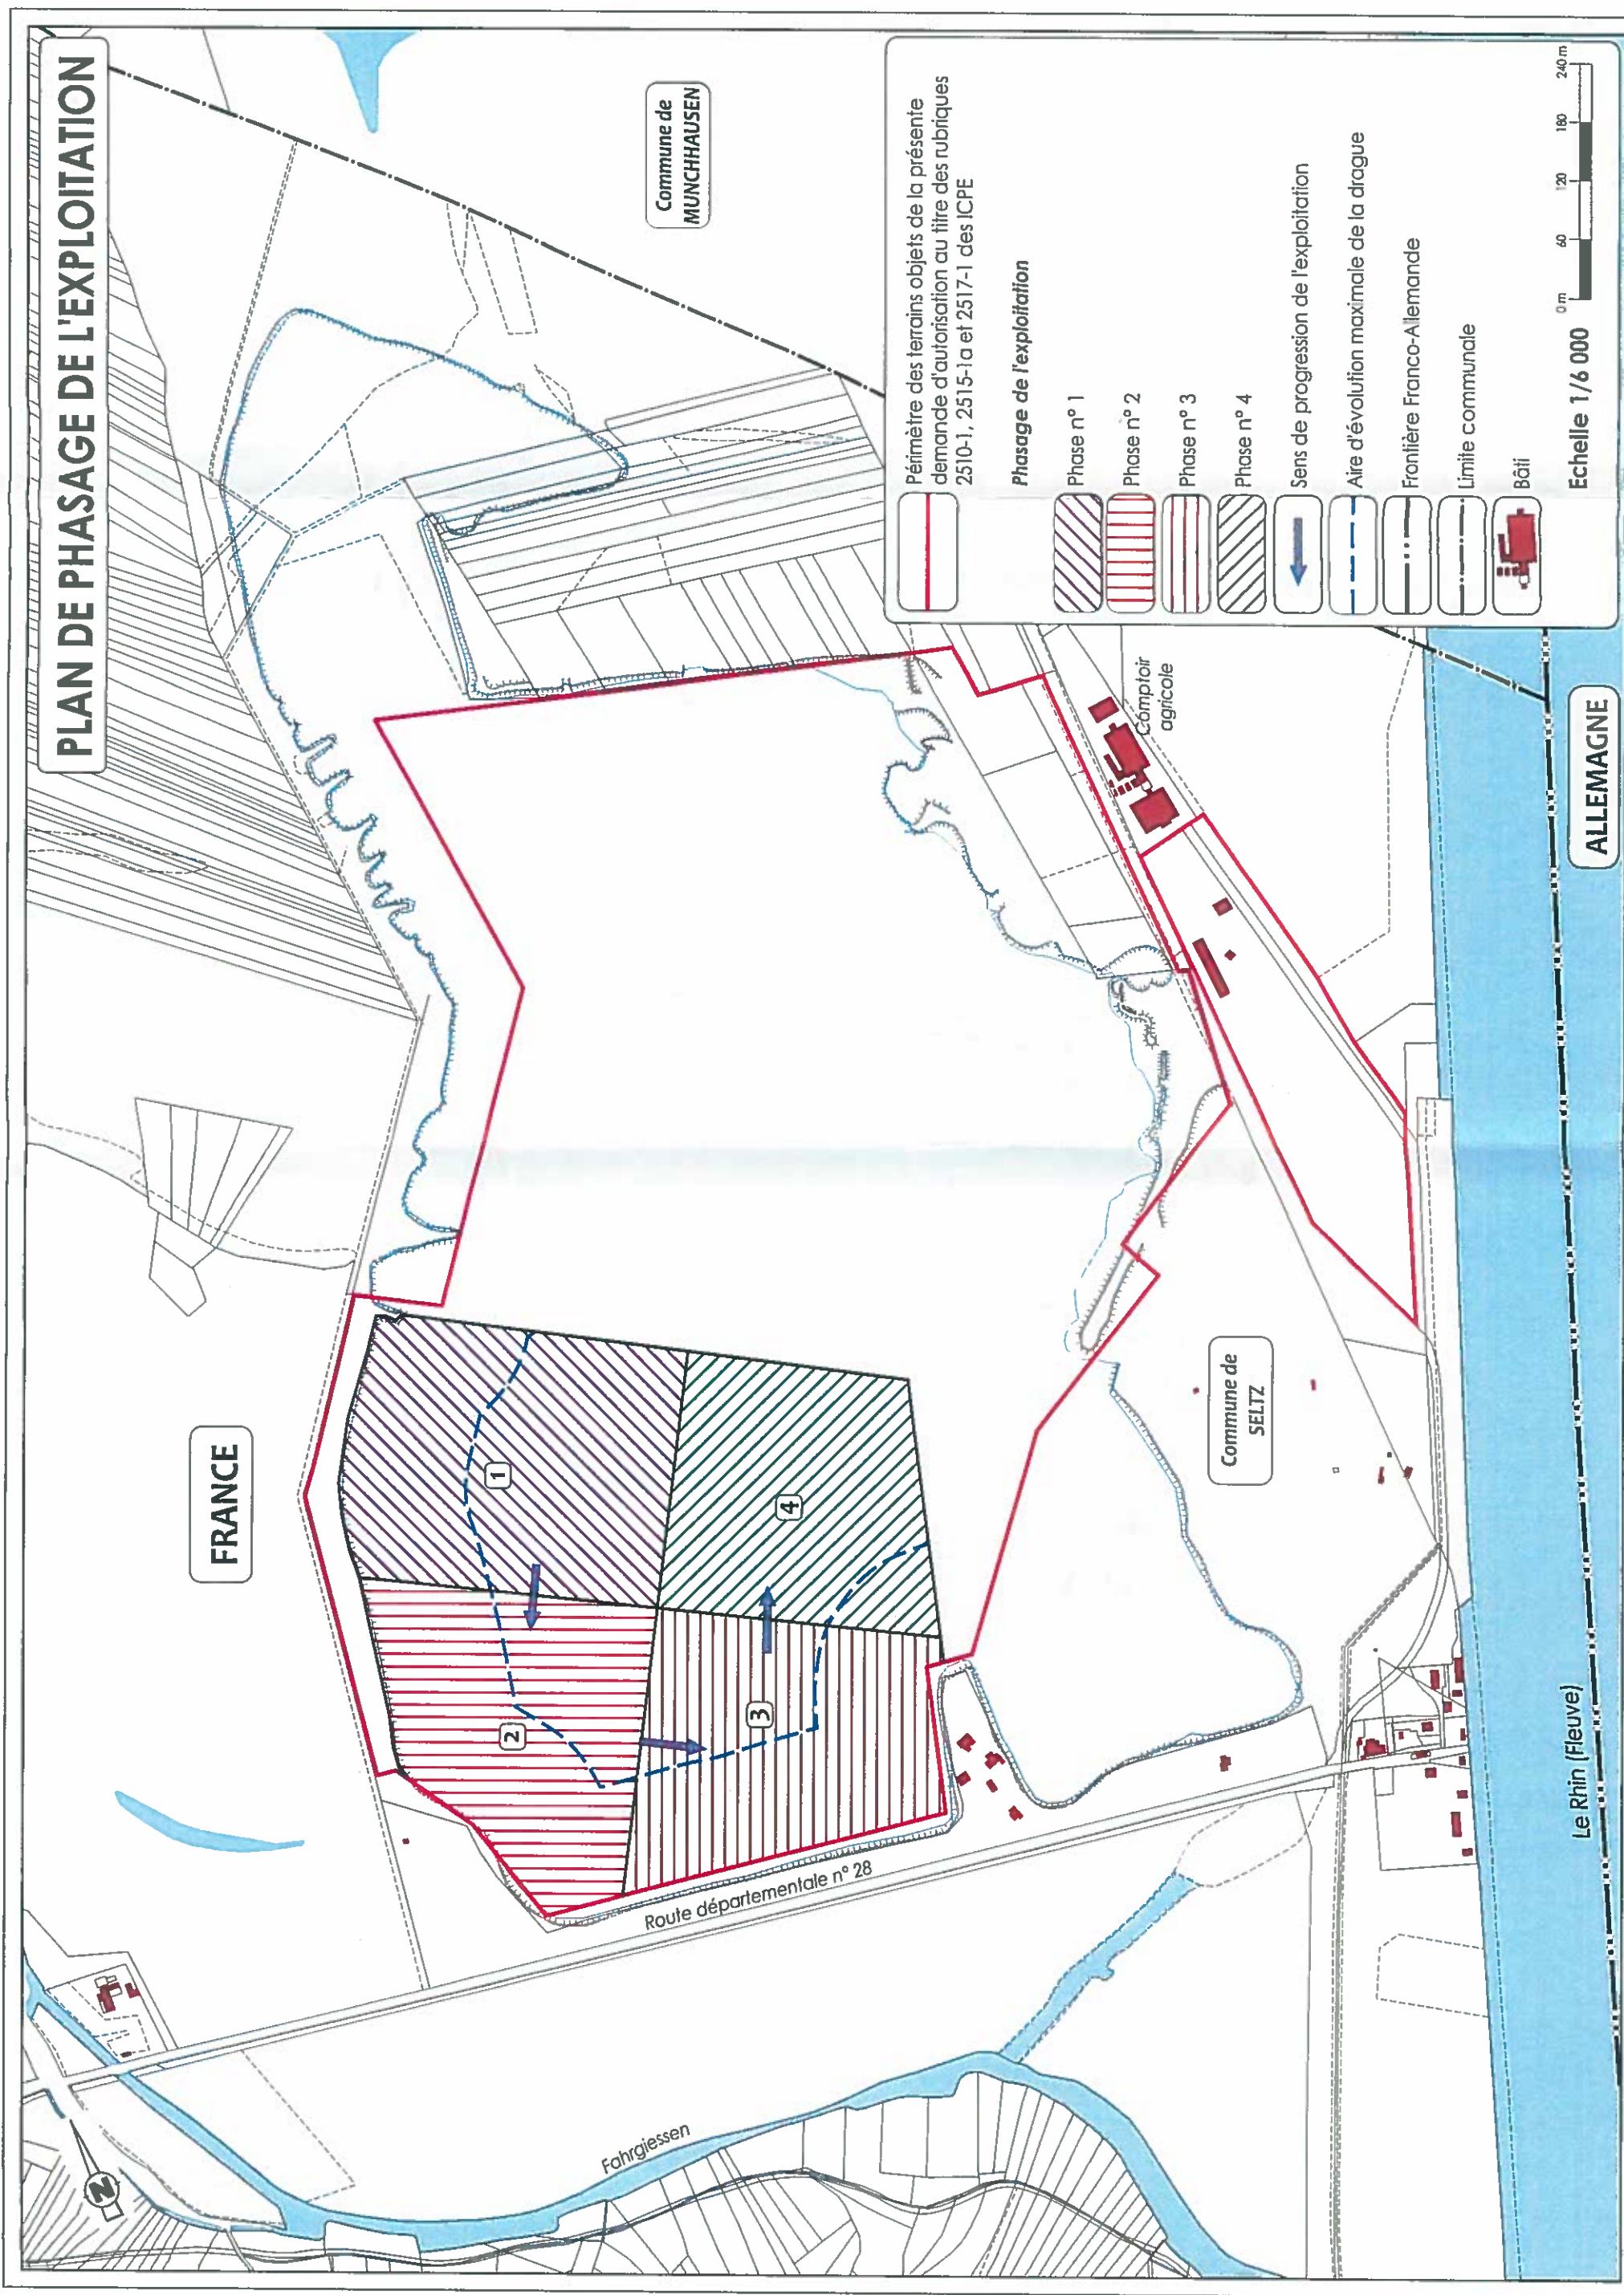 PLAN DE PHASAGE DE L'EXPLOITATION
N
FRANCE
Commune de
MUNCHHAUSEN
Fahrgiessen
Route départementale n° 28
1
2
3
4
Comptoir
agricole
Commune de
SELTZ
Le Rhin (Fleuve)
ALLEMAGNE
Périmètre des terrains objets de la présente
demande d'autorisation au titre des rubriques
2510-1, 2515-1a et 2517-1 des ICPE
Phasage de l'exploitation
Phase n° 1
Phase n° 2
Phase n° 3
Phase n° 4
Sens de progression de l'exploitation
Aire d'évolution maximale de la drague
Frontière Franco-Allemande
Limite communale
Bâti
Echelle 1/6 000
0 m 60 120 180 240 m